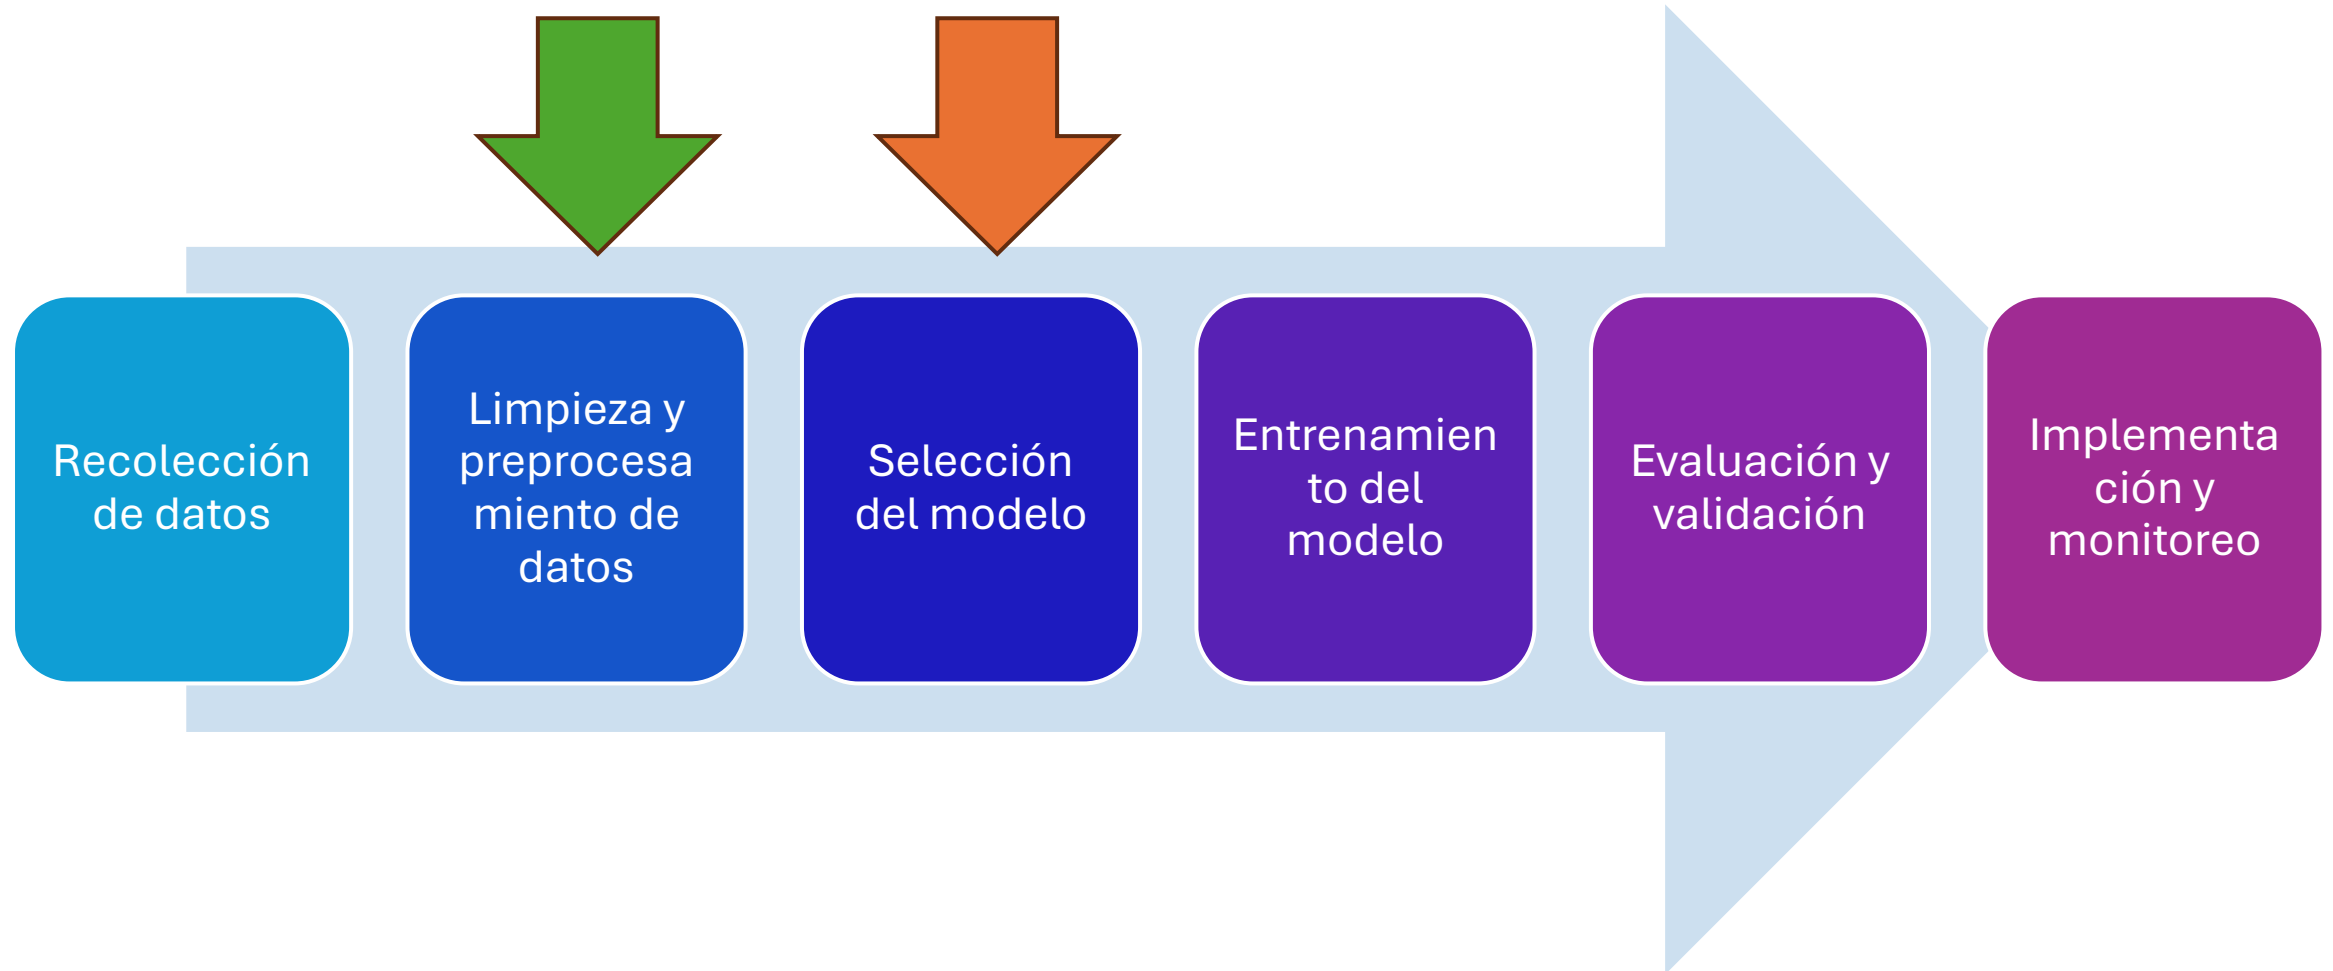 Recolección
de datos
Limpieza y
preprocesa
miento de
datos
Selección
del modelo
Entrenamien
to del
modelo
Evaluación y
validación
Implementa
ción y
monitoreo